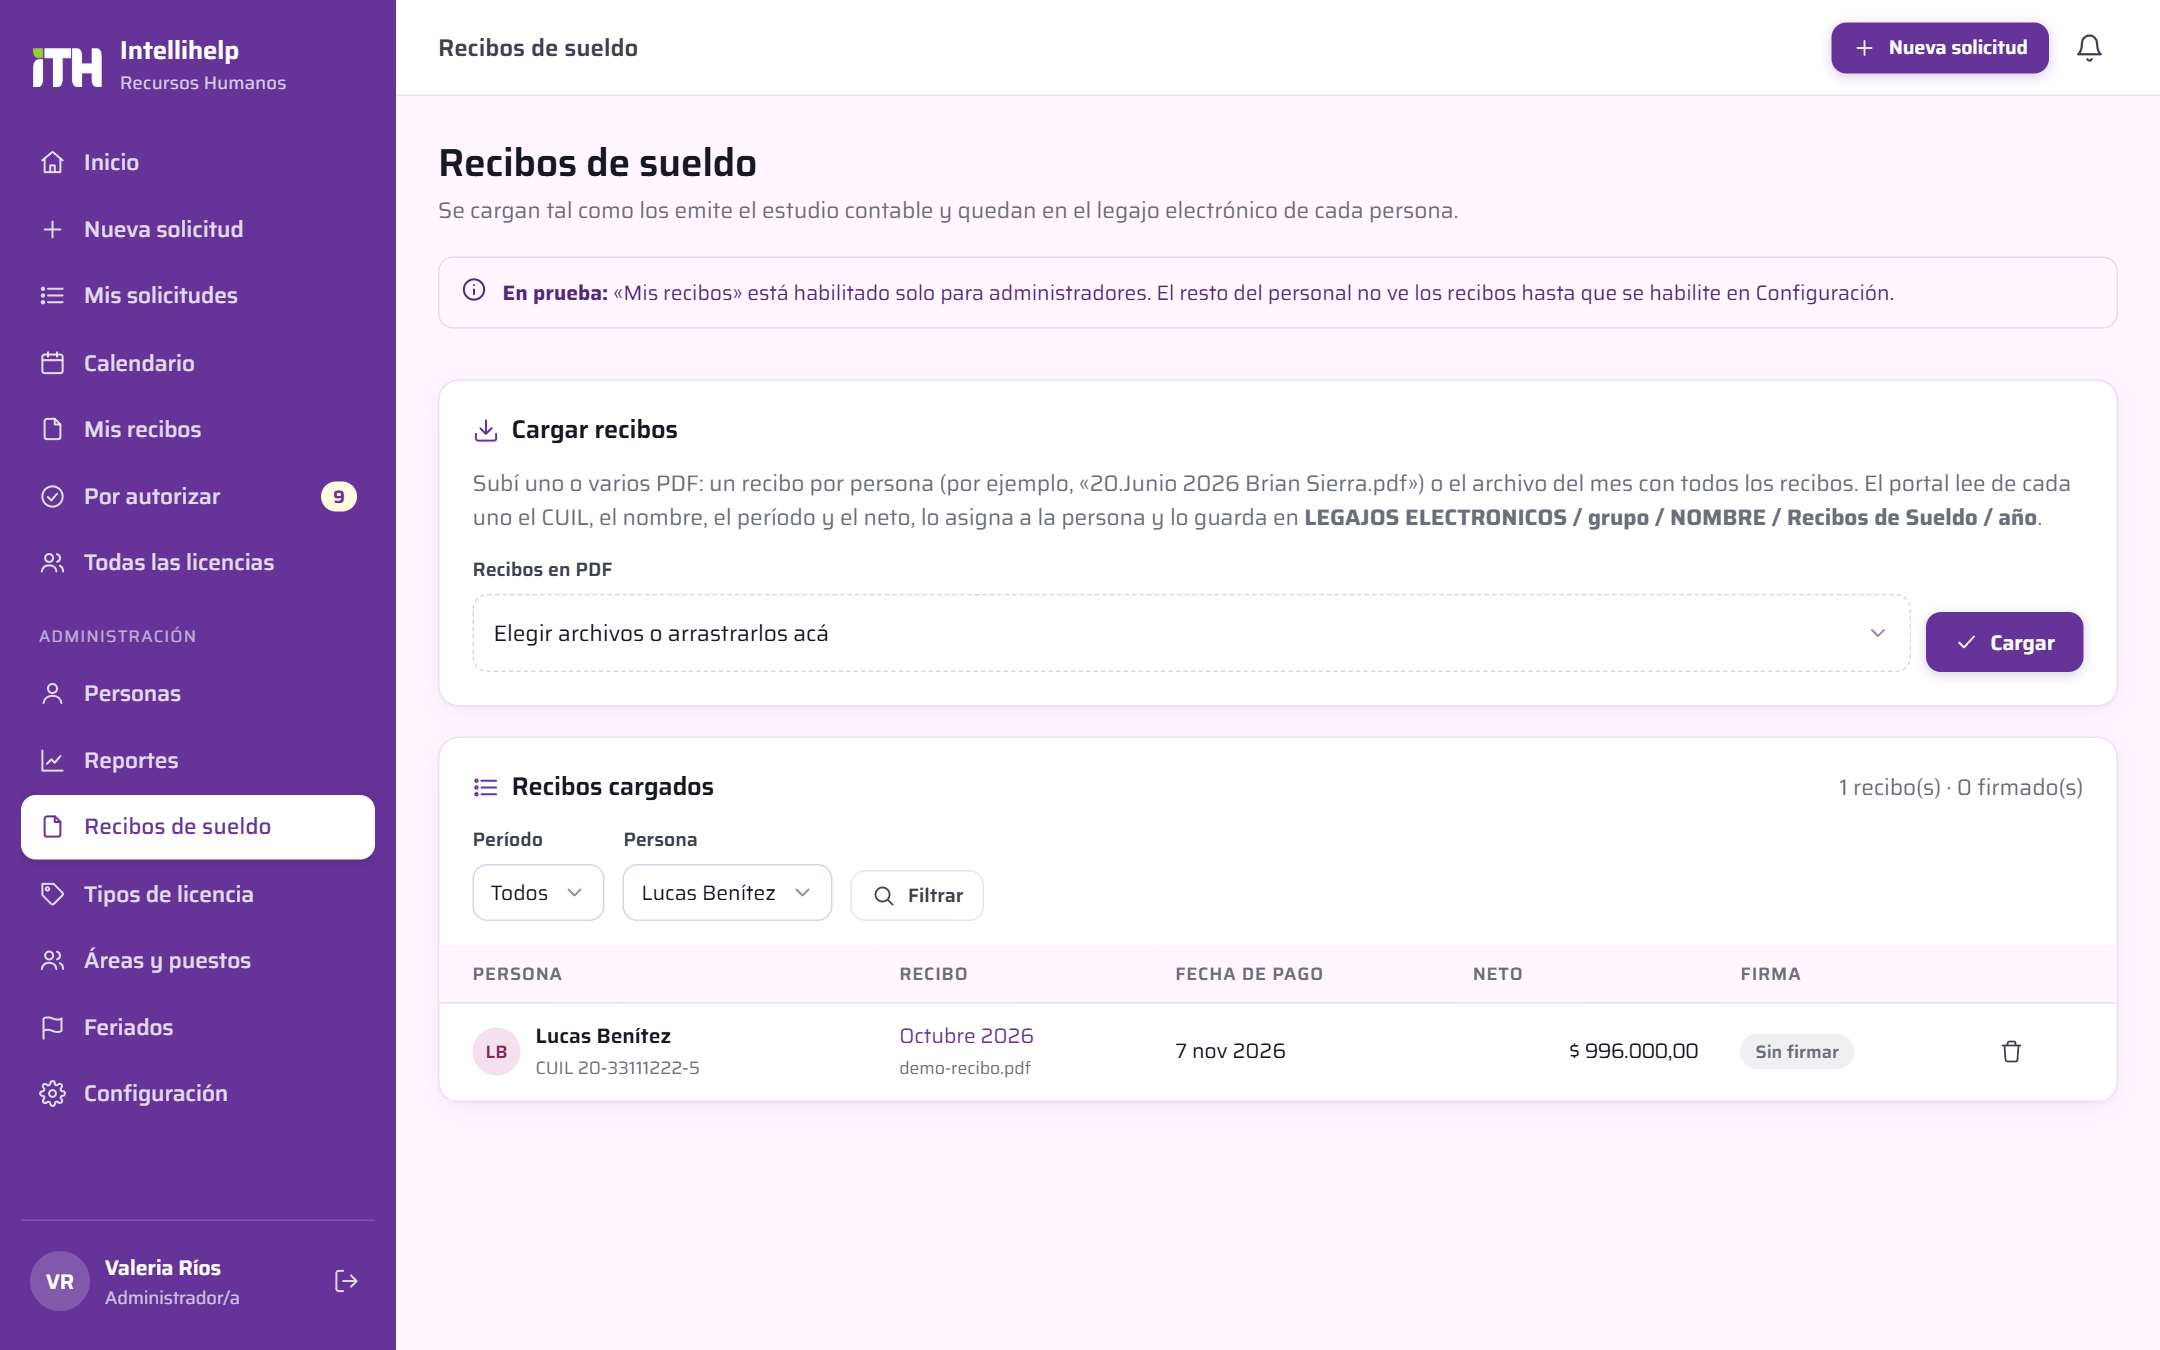 iTH
Intellihelp
Recursos Humanos
Inicio
Nueva solicitud
Mis solicitudes
Calendario
Mis recibos
Por autorizar
9
Todas las licencias
ADMINISTRACIÓN
Personas
Reportes
Recibos de sueldo
Tipos de licencia
Áreas y puestos
Feriados
Configuración
VR
Valeria Ríos
Administrador/a
Recibos de sueldo
Nueva solicitud
Recibos de sueldo
Se cargan tal como los emite el estudio contable y quedan en el legajo electrónico de cada persona.
En prueba: «Mis recibos» está habilitado solo para administradores. El resto del personal no ve los recibos hasta que se habilite en Configuración.
Cargar recibos
Subí uno o varios PDF: un recibo por persona (por ejemplo, «20.Junio 2026 Brian Sierra.pdf») o el archivo del mes con todos los recibos. El portal lee de cada
uno el CUIL, el nombre, el período y el neto, lo asigna a la persona y lo guarda en LEGAJOS ELECTRONICOS / grupo / NOMBRE / Recibos de Sueldo / año.
Recibos en PDF
Elegir archivos o arrastrarlos acá
Cargar
Recibos cargados
1 recibo(s) · 0 firmado(s)
Período
Persona
Todos
Lucas Benítez
Filtrar
PERSONA
RECIBO
FECHA DE PAGO
NETO
FIRMA
LB
Lucas Benítez
CUIL 20-33111222-5
Octubre 2026
demo-recibo.pdf
7 nov 2026
$ 996.000,00
Sin firmar